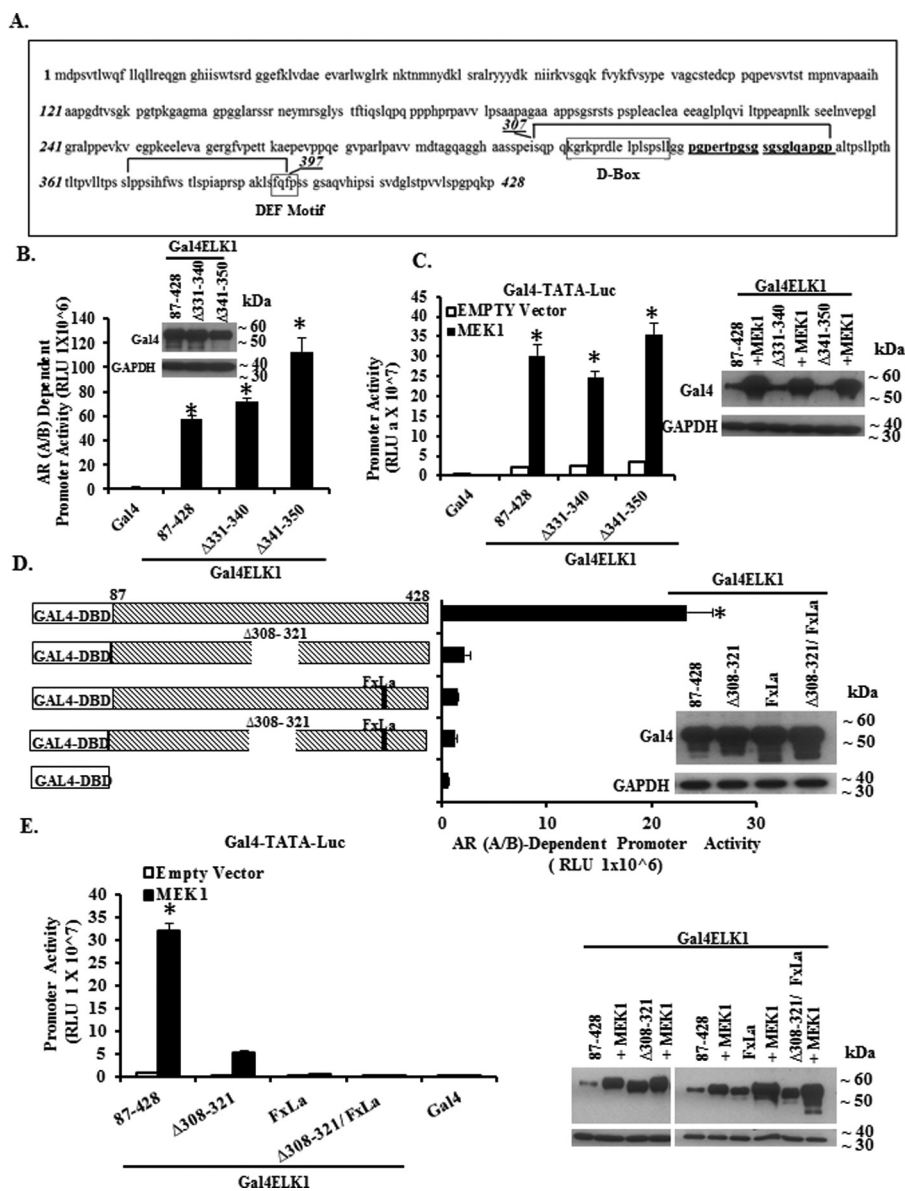 A.
1 mdpsvtlwqf llqllreqgn ghiiswtsrd ggefklvdae evarlwglrk nktnmnydkl sralryyydk niirkvsgqk fvykfvsype vagcstedcp pqpevsvtst mpnvapaaih
121 aapgdtvsgk pgtpkgagma gpgglarssr neymrsglys tftiqslqpq ppphprpavv lpsaapagaa appsgsrsts pspleaclea eeaglplqvi ltppeapnlk seelnvepgl
307
241 gralppevkv egpkeeleva gergfvpett kaepevppqe gvparlpavv mdtagqaggh aasspeisqp qkgrkprdle lplspsllgg pgpertpgsg sgsglqapgp altpsllpth
397
D-Box
361 tltpvlltps slppsihfws tlspiaprsp aklsfqfpss gsaqvhipsi svdglstpvvlspgpqkp 428
DEF Motif
B.
Gal4ELK1
87-428
Δ331-340
Δ341-350
kDa
Gal4
~ 60
~ 50
GAPDH
~ 40
~ 30
AR (A/B) Dependent
Promoter Activity (RLU 1X10^6)
140
120
100
80
60
40
20
0
* * *
Gal4
87-428
Δ331-340
Δ341-350
Gal4ELK1
C.
Gal4-TATA-Luc
EMPTY Vector
MEK1
Promoter Activity
(RLU a X 10^7)
45
40
35
30
25
20
15
10
5
0
* * *
Gal4
87-428
Δ331-340
Δ341-350
Gal4ELK1
Gal4ELK1
87-428
+MEk1
Δ331-340
+ MEK1
Δ341-350
+MEK1
kDa
Gal4
~ 60
~ 50
GAPDH
~ 40
~ 30
D.
87
428
GAL4-DBD
Δ308- 321
GAL4-DBD
FxLa
GAL4-DBD
Δ308- 321
FxLa
GAL4-DBD
GAL4-DBD
*
0
10
20
30
AR (A/B)-Dependent Promoter Activity
( RLU 1x10^6)
Gal4ELK1
87-428
Δ308-321
FxLa
Δ308-321/ FxLa
kDa
Gal4
~ 60
~ 50
GAPDH
~ 40
~ 30
E.
Gal4-TATA-Luc
Empty Vector
MEK1
Promoter Activity
(RLU 1 X 10^7)
40
35
30
25
20
15
10
5
0
*
87-428
Δ308-321
FxLa
Δ308-321/ FxLa
Gal4
Gal4ELK1
Gal4ELK1
87-428
+ MEK1
Δ308-321
+ MEK1
87-428
+ MEK1
FxLa
+ MEK1
Δ308-321/ FxLa
+ MEK1
kDa
~ 60
~ 50
~ 40
~ 30